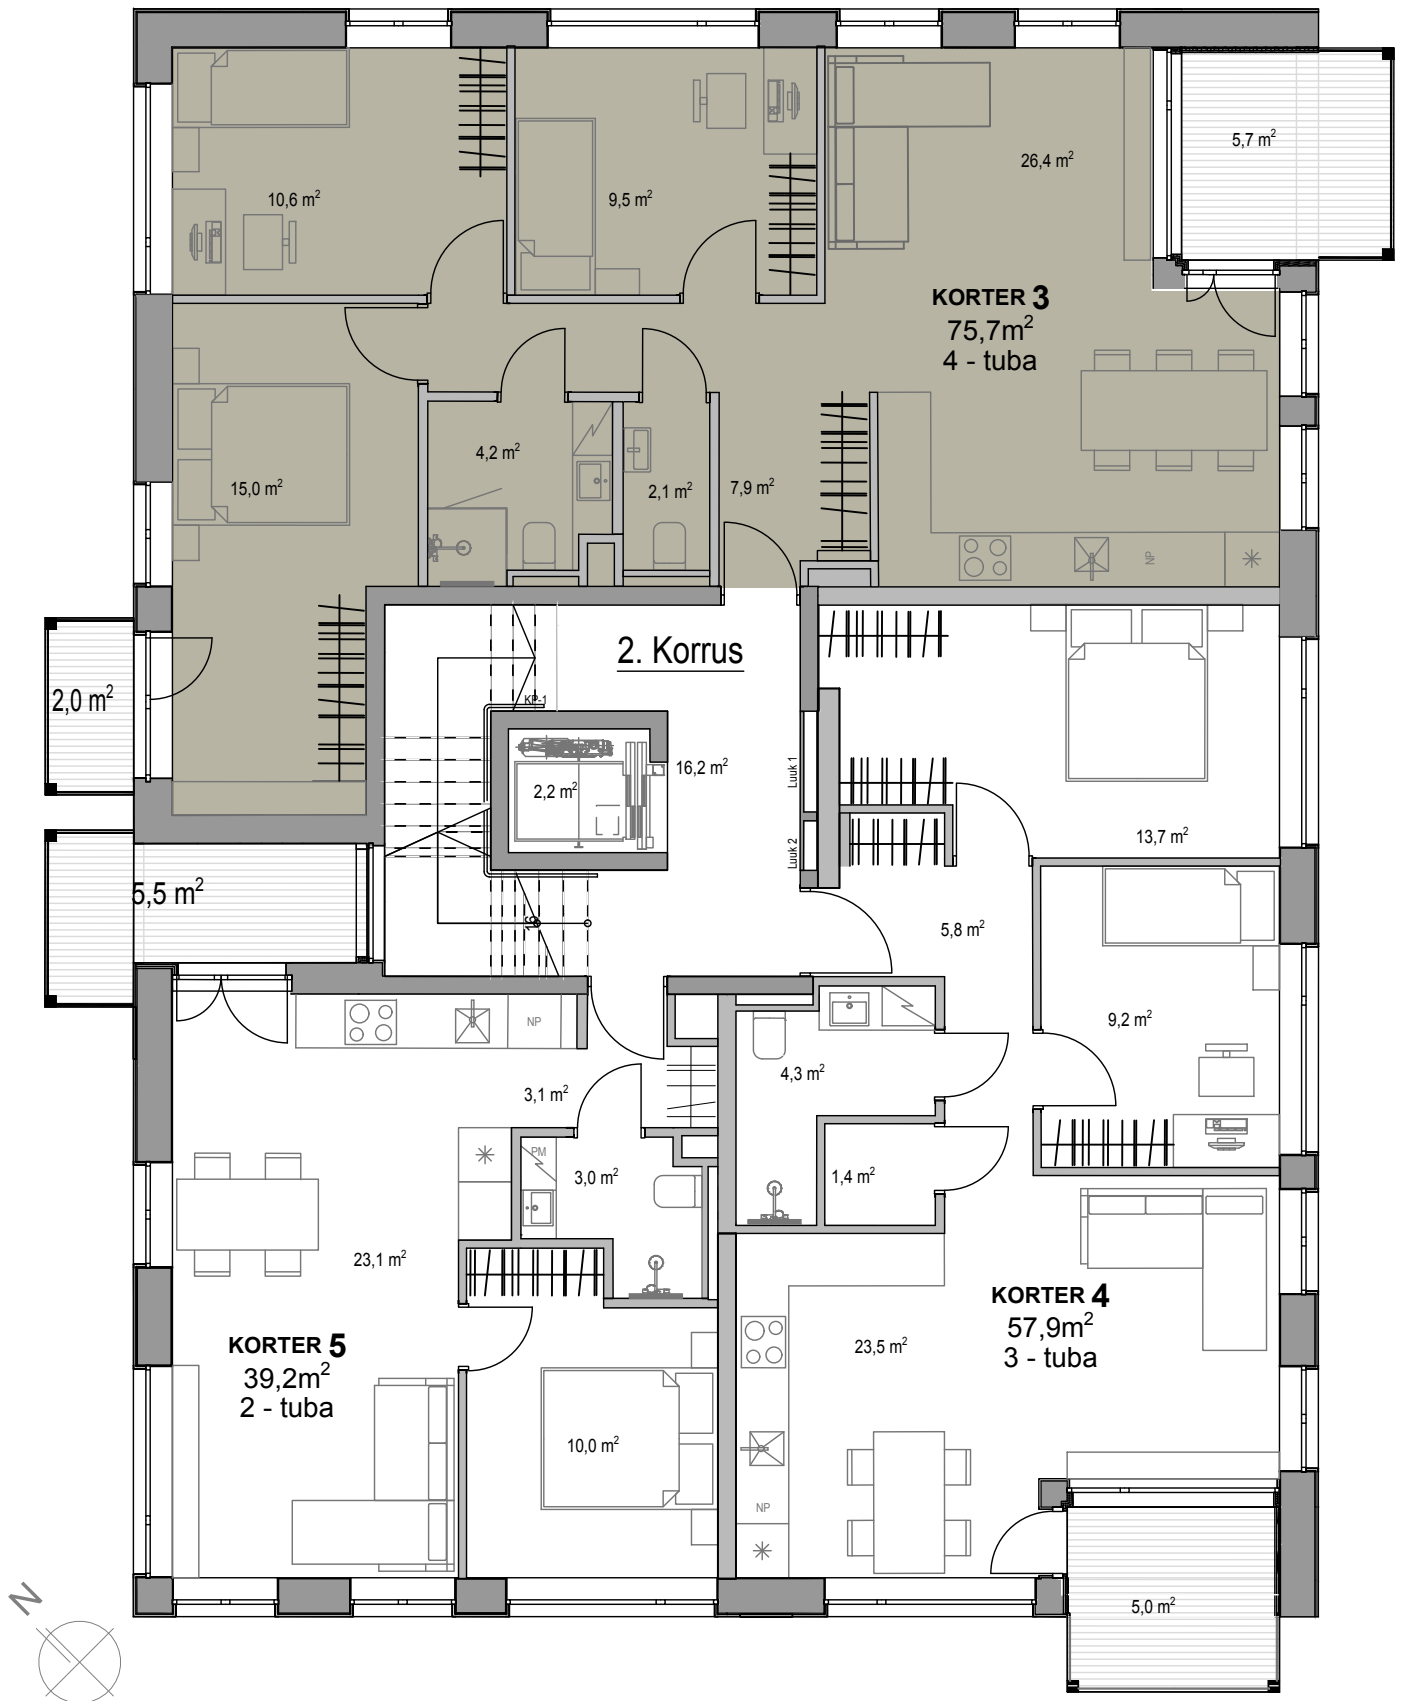 5,7 m²
26,4 m²
10,6 m²
9,5 m²
KORTER 3
75,7m²
4 - tuba
4,2 m²
15,0 m²
2,1 m²
7,9 m²
NP
2. Korrus
2,0 m²
KP-1
16,2 m²
Luuk 1
2,2 m²
13,7 m²
Luuk 2
5,5 m²
16
5,8 m²
NP
9,2 m²
4,3 m²
3,1 m²
PM
3,0 m²
1,4 m²
23,1 m²
KORTER 4
57,9m²
3 - tuba
23,5 m²
KORTER 5
39,2m²
2 - tuba
10,0 m²
NP
N
5,0 m²